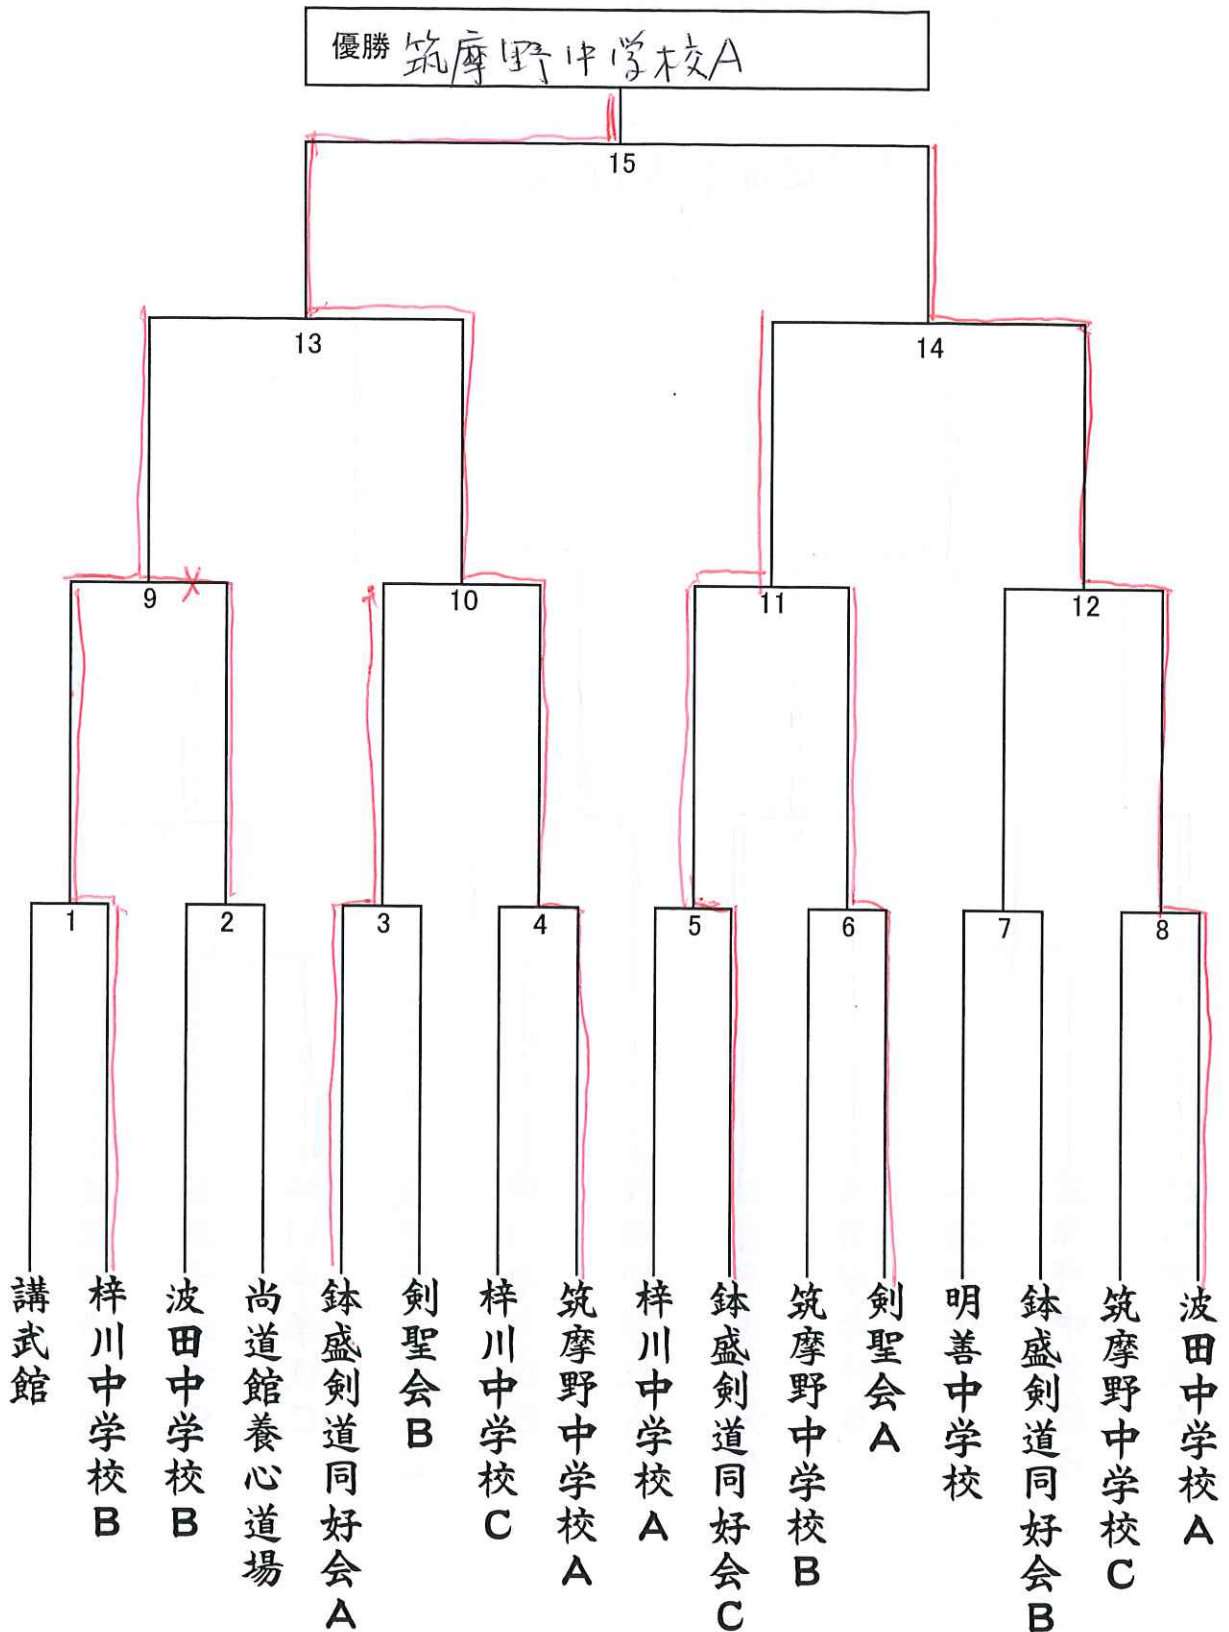 優勝 筑摩野中学校A
15
13
14
9
10
11
12
1
2
3
4
5
6
7
8
講武館
梓川中学校B
波田中学校B
尚道館養心道場
鉢盛剣道同好会A
剣聖会B
梓川中学校C
筑摩野中学校A
梓川中学校A
鉢盛剣道同好会C
筑摩野中学校B
剣聖会A
明善中学校
鉢盛剣道同好会B
筑摩野中学校C
波田中学校A